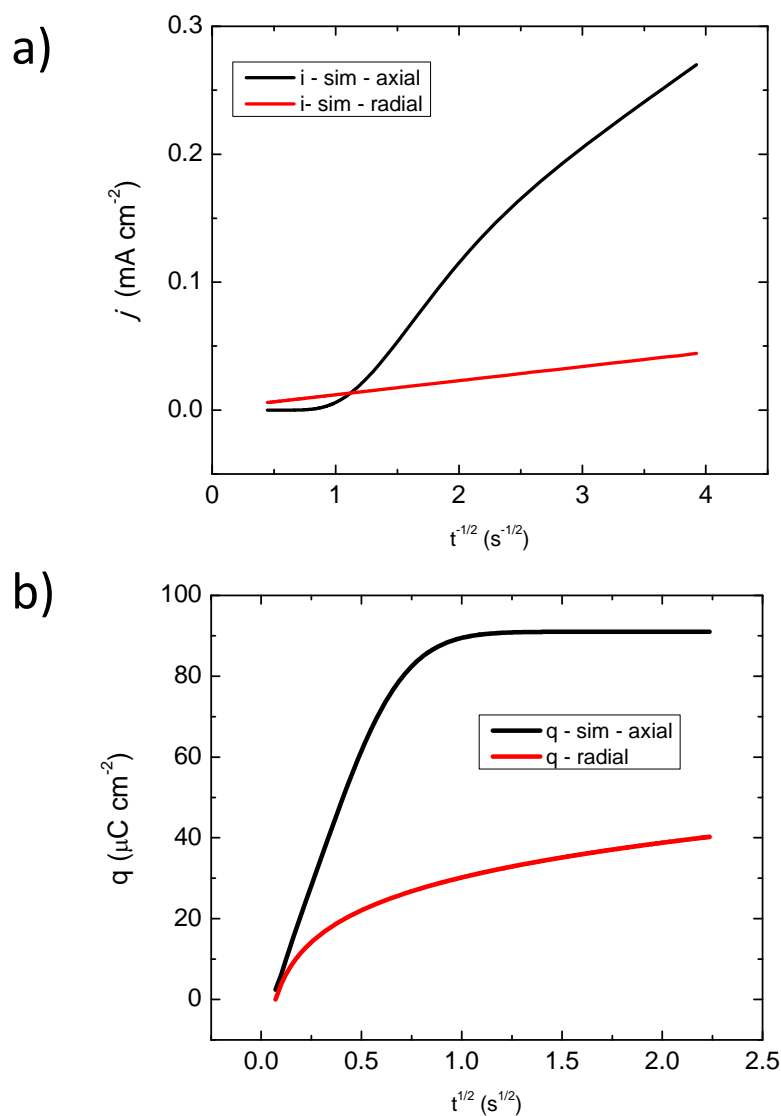 a)
0.3
0.2
0.1
0.0
j (mA cm-2)
i - sim - axial
i- sim - radial
0 1 2 3 4
t-1/2 (s-1/2)
b)
100
80
60
40
20
0
q (μC cm-2)
q - sim - axial
q - radial
0.0 0.5 1.0 1.5 2.0 2.5
t1/2 (s1/2)